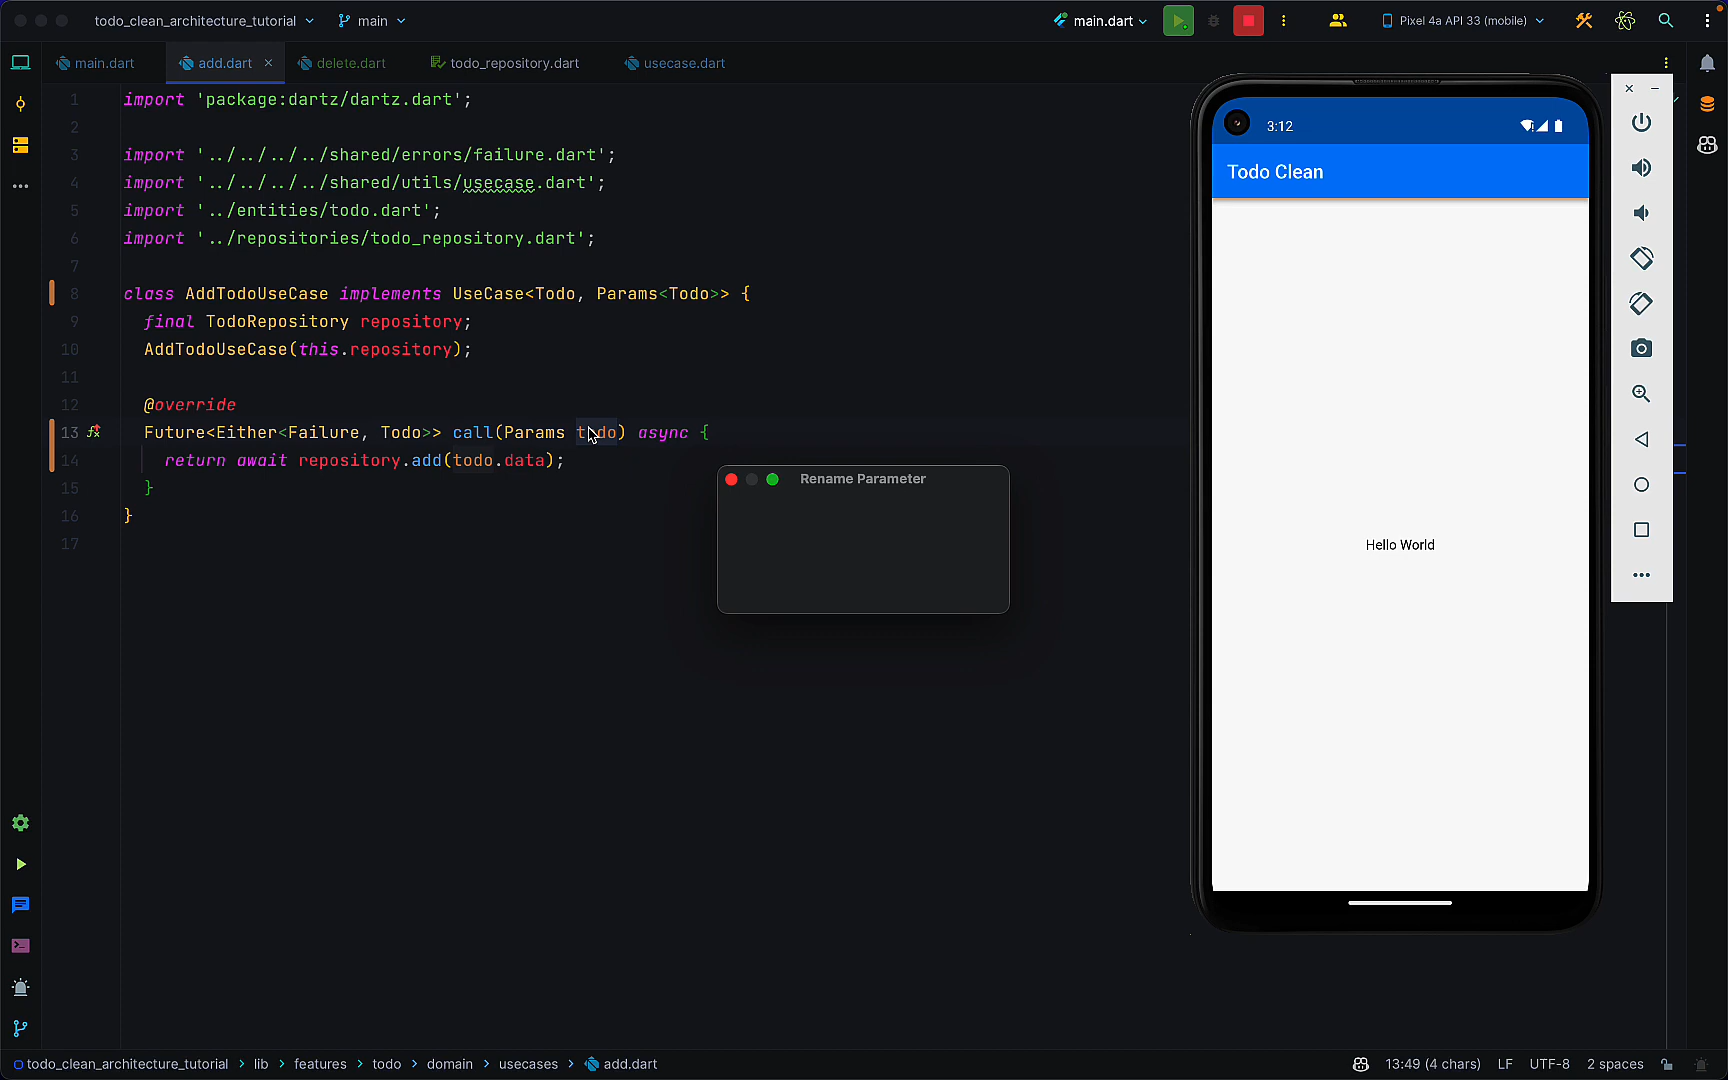 todo_clean_architecture_tutorial main main.dart Pixel 4a API 33 (mobile)
main.dart add.dart delete.dart todo_repository.dart usecase.dart
1 import 'package:dartz/dartz.dart';
2
3 import '../../../../shared/errors/failure.dart';
4 import '../../../../shared/utils/usecase.dart';
5 import '../entities/todo.dart';
6 import '../repositories/todo_repository.dart';
7
8 class AddTodoUseCase implements UseCase<Todo, Params<Todo>> {
9 final TodoRepository repository;
10 AddTodoUseCase(this.repository);
11
12 @override
13 Future<Either<Failure, Todo>> call(Params todo) async {
14 return await repository.add(todo.data);
15 }
16 }
17
Rename Parameter
3:12
Todo Clean
Hello World
todo_clean_architecture_tutorial > lib > features > todo > domain > usecases > add.dart
13:49 (4 chars) LF UTF-8 2 spaces